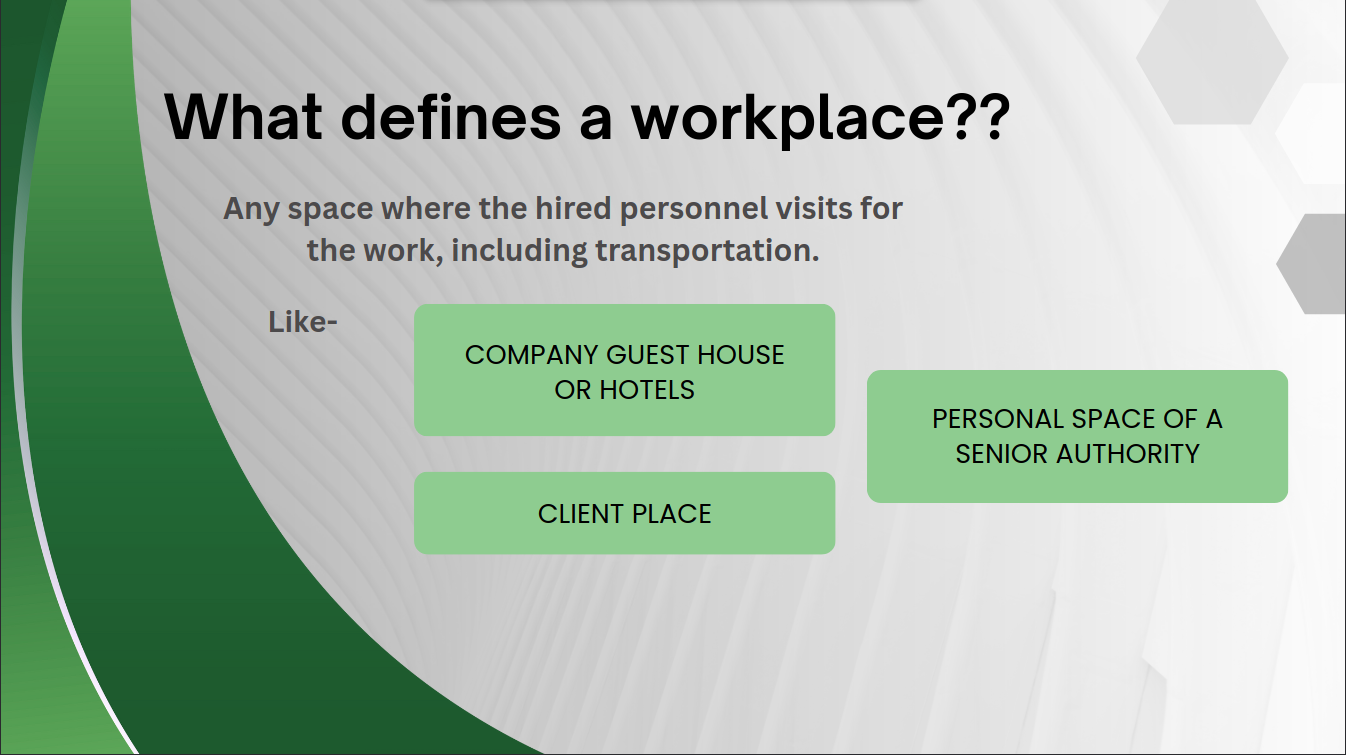 What defines a workplace??
Any space where the hired personnel visits for
the work, including transportation.
Like-
COMPANY GUEST HOUSE
OR HOTELS
PERSONAL SPACE OF A
SENIOR AUTHORITY
CLIENT PLACE